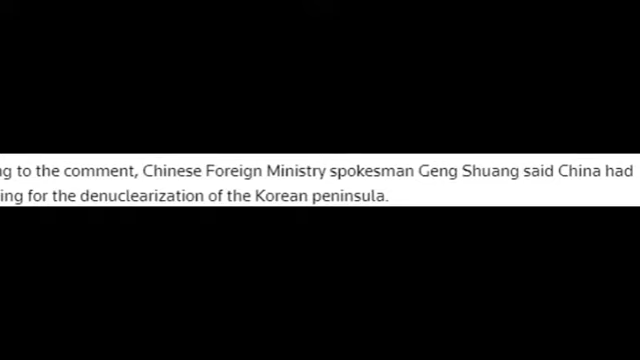 ng to the comment, Chinese Foreign Ministry spokesman Geng Shuang said China had
ing for the denuclearization of the Korean peninsula.